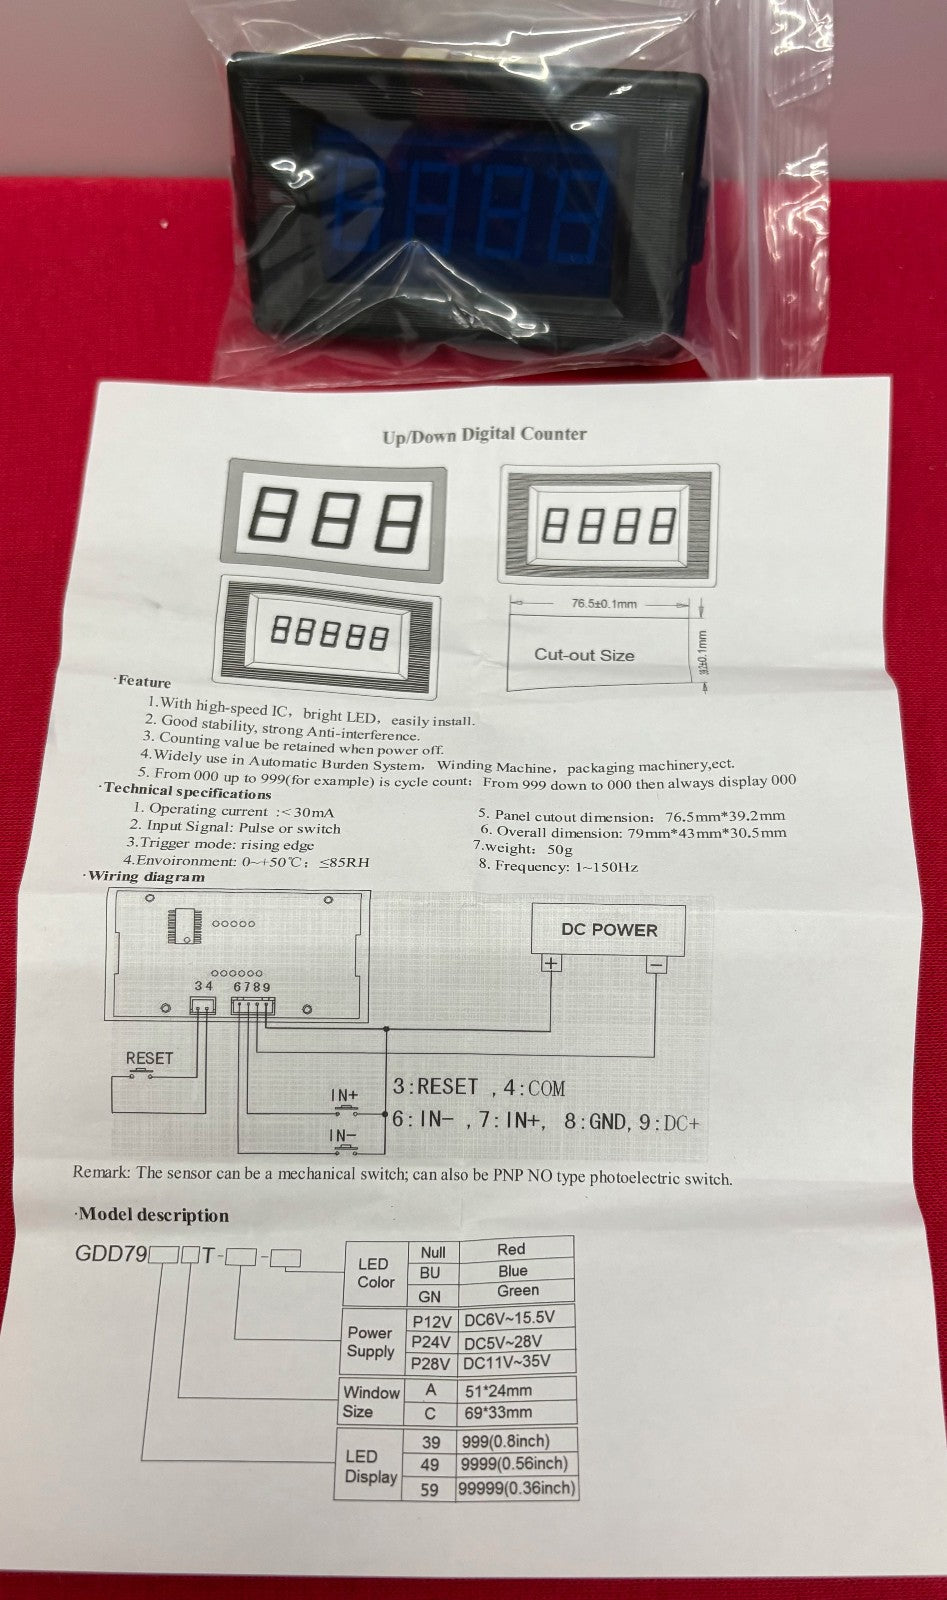 Up/Down Digital Counter
888
8888
88888
76.5±0.1mm
Cut-out Size
·Feature
1.With high-speed IC，bright LED，easily install.
2. Good stability, strong Anti-interference.
3. Counting value be retained when power off.
4.Widely use in Automatic Burden System，Winding Machine，packaging machinery,ect.
5. From 000 up to 999(for example) is cycle count；From 999 down to 000 then always display 000
·Technical specifications
1. Operating current :<30mA
2. Input Signal: Pulse or switch
3.Trigger mode: rising edge
4.Envoironment: 0~+50℃；≤85RH
5. Panel cutout dimension：76.5mm*39.2mm
6. Overall dimension: 79mm*43mm*30.5mm
7.weight：50g
8. Frequency: 1~150Hz
·Wiring diagram
DC POWER
+ −
3 4 6 7 8 9
RESET
IN+
IN−
3:RESET ,4:COM
6: IN− ,7: IN+, 8:GND, 9:DC+
Remark: The sensor can be a mechanical switch; can also be PNP NO type photoelectric switch.
·Model description
GDD79□□T-□-□
LED Color
Null Red
BU Blue
GN Green
Power Supply
P12V DC6V~15.5V
P24V DC5V~28V
P28V DC11V~35V
Window Size
A 51*24mm
C 69*33mm
LED Display
39 999(0.8inch)
49 9999(0.56inch)
59 99999(0.36inch)